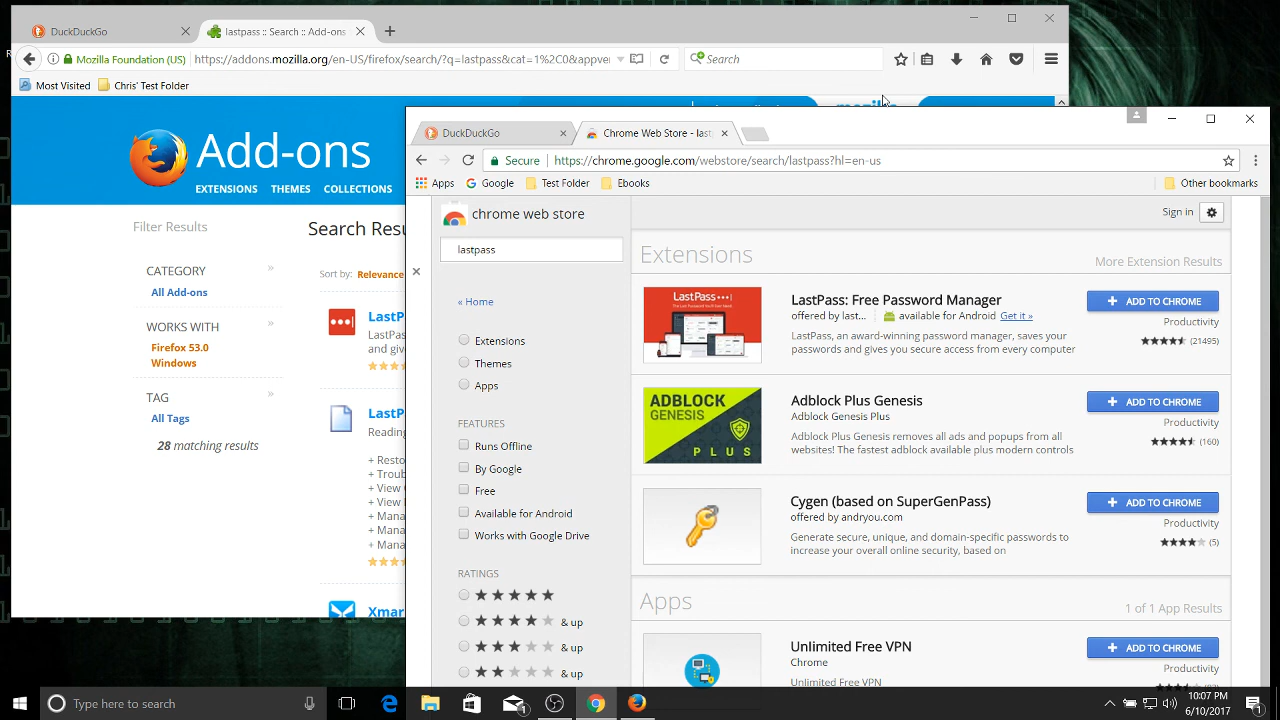 DuckDuckGo
lastpass :: Search :: Add-ons
Mozilla Foundation (US)
https://addons.mozilla.org/en-US/firefox/search/?q=lastpass&cat=1%2C0&appver
Search
Most Visited
Chris' Test Folder
Add-ons
EXTENSIONS THEMES COLLECTIONS
Filter Results
CATEGORY
All Add-ons
WORKS WITH
Firefox 53.0
Windows
TAG
All Tags
28 matching results
Search Resu
Sort by: Relevance
LastP
LastPa
and giv
LastP
Reading
+ Resto
+ Troub
+ View
+ View
+ Mana
+ Mana
+ Mana
Xmar
DuckDuckGo
Chrome Web Store - last
Secure
https://chrome.google.com/webstore/search/lastpass?hl=en-us
Apps
Google
Test Folder
Ebooks
Other bookmarks
chrome web store
Sign in
lastpass
« Home
Extensions
Themes
Apps
FEATURES
Runs Offline
By Google
Free
Available for Android
Works with Google Drive
RATINGS
& up
& up
& up
Extensions
More Extension Results
LastPass
LastPass: Free Password Manager
offered by last...
available for Android Get it »
LastPass, an award-winning password manager, saves your
passwords and gives you secure access from every computer
ADD TO CHROME
Productivity
(21495)
ADBLOCK
GENESIS
PLUS
Adblock Plus Genesis
Adblock Genesis Plus
Adblock Plus Genesis removes all ads and popups from all
websites! The fastest adblock available plus modern controls
ADD TO CHROME
Productivity
(160)
Cygen (based on SuperGenPass)
offered by andryou.com
Generate secure, unique, and domain-specific passwords to
increase your overall online security, based on
ADD TO CHROME
Productivity
(5)
Apps
1 of 1 App Results
Unlimited Free VPN
Chrome
Unlimited Free VPN
ADD TO CHROME
Productivity
Type here to search
10:07 PM
6/10/2017